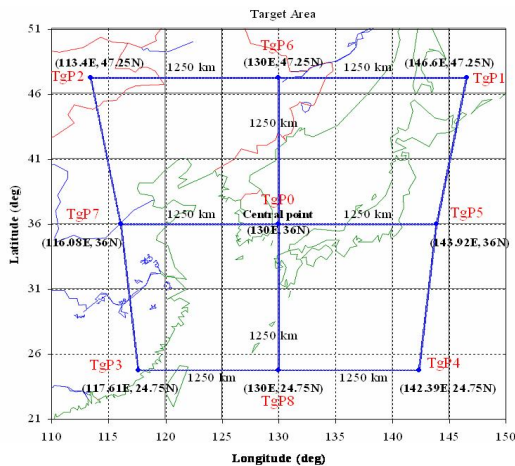 Target Area
51
TgP6
(113.4E, 47.25N)
(130E, 47.25N)
(146.6E, 47.25N)
TgP2
1250 km
1250 km
TgP1
46
1250 km
41
TgP0
TgP7
1250 km
Central point
1250 km
TgP5
36
(116.08E, 36N)
(130E, 36N)
(143.92E, 36N)
31
1250 km
26
TgP3
TgP4
1250 km
1250 km
(117.61E, 24.75N)
(130E, 24.75N)
(142.39E, 24.75N)
TgP8
21
110 115 120 125 130 135 140 145 150
Latitude (deg)
Longitude (deg)